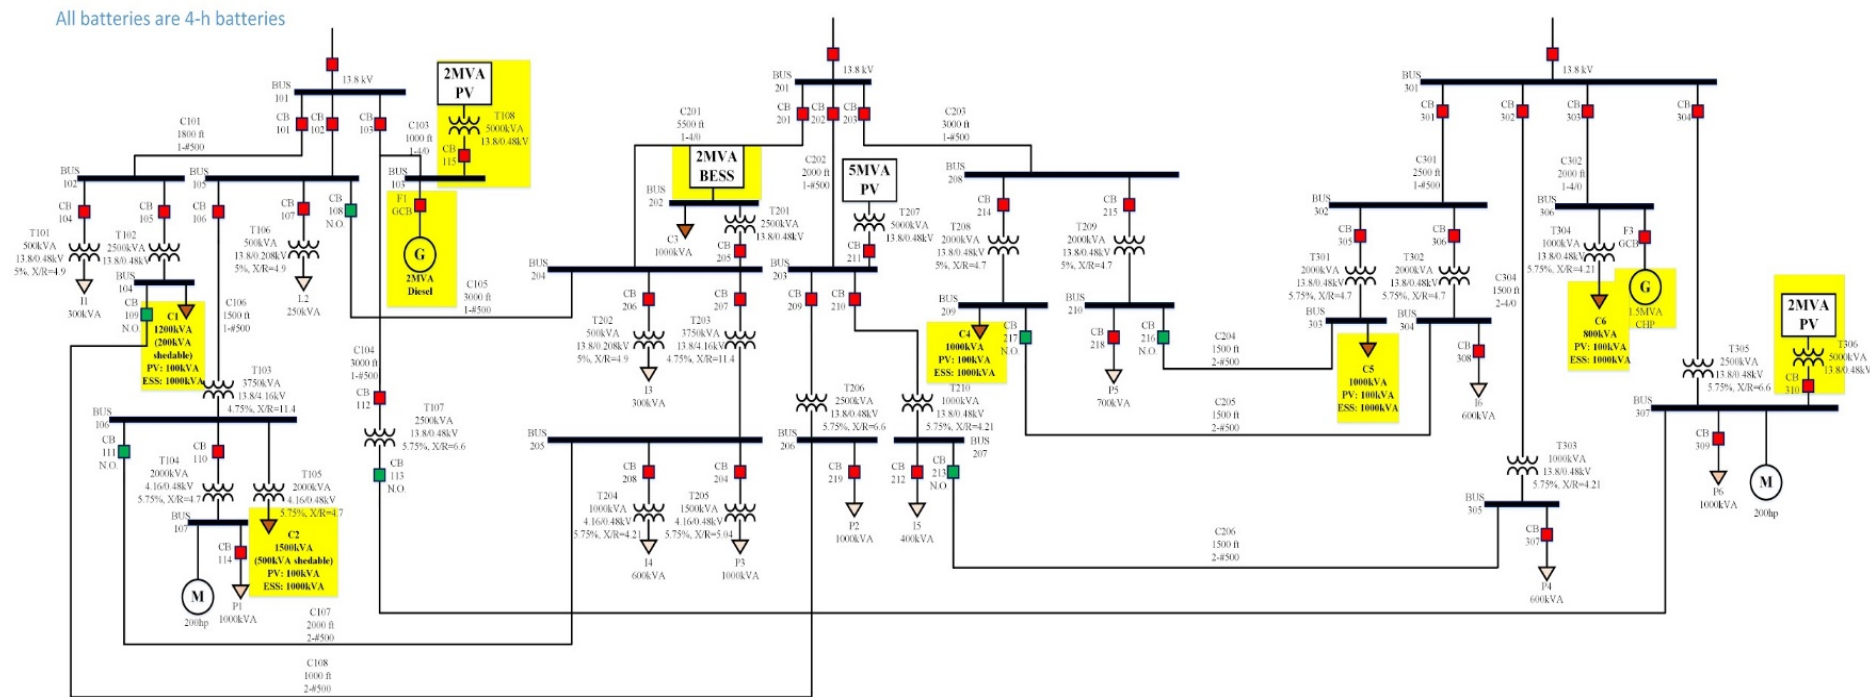 All batteries are 4-h batteries
13.8 kV
BUS
101
CB
101
CB
102
CB
103
C101
1800 ft
1-#500
C103
1000 ft
1-4/0
2MVA
PV
T108
5000kVA
13.8/0.48kV
CB
115
BUS
102
BUS
105
BUS
103
CB
104
CB
105
CB
106
CB
107
CB
108
N.O.
F1
GCB
G
2MVA
Diesel
T101
500kVA
13.8/0.48kV
5%, X/R=4.9
T102
2500kVA
13.8/0.48kV
T106
500kVA
13.8/0.208kV
5%, X/R=4.9
BUS
104
I1
300kVA
L2
250kVA
CB
109
N.O.
C1
1200kVA
(200kVA
shedable)
PV: 100kVA
ESS: 1000kVA
C106
1500 ft
1-#500
C105
3000 ft
1-#500
C104
3000 ft
1-#500
T103
3750kVA
13.8/4.16kV
4.75%, X/R=11.4
CB
112
T107
2500kVA
13.8/0.48kV
5.75%, X/R=6.6
CB
113
N.O
BUS
106
CB
111
N.O.
CB
110
T104
2000kVA
4.16/0.48kV
5.75%, X/R=4.7
T105
2000kVA
4.16/0.48kV
5.75%, X/R=4.7
BUS
107
CB
114
M
200hp
P1
1000kVA
C2
1500kVA
(500kVA shedable)
PV: 100kVA
ESS: 1000kVA
C107
2000 ft
2-#500
C108
1000 ft
2-#500
13.8 kV
BUS
201
CB
201
CB
202
CB
203
C201
5500 ft
1-4/0
C202
2000 ft
1-#500
C203
3000 ft
1-#500
2MVA
BESS
5MVA
PV
BUS
202
BUS
208
C3
1000kVA
T201
2500kVA
13.8/0.48kV
CB
205
T207
5000kVA
13.8/0.48kV
CB
211
CB
214
CB
215
T208
2000kVA
13.8/0.48kV
5%, X/R=4.7
T209
2000kVA
13.8/0.48kV
5%, X/R=4.7
BUS
204
BUS
203
CB
206
CB
207
CB
209
CB
210
T202
500kVA
13.8/0.208kV
5%, X/R=4.9
T203
3750kVA
13.8/4.16kV
4.75%, X/R=11.4
I3
300kVA
BUS
209
BUS
210
C4
1000kVA
PV: 100kVA
ESS: 1000kVA
CB
217
N.O.
CB
218
CB
216
N.O.
P5
700kVA
C204
1500 ft
2-#500
C205
1500 ft
2-#500
T206
2500kVA
13.8/0.48kV
5.75%, X/R=6.6
T210
1000kVA
13.8/0.48kV
5.75%, X/R=4.21
BUS
205
BUS
206
BUS
207
CB
208
CB
204
CB
219
CB
212
CB
213
N.O
T204
1000kVA
4.16/0.48kV
5.75%, X/R=4.21
T205
1500kVA
4.16/0.48kV
5.75%, X/R=5.04
I4
600kVA
P3
1000kVA
P2
1000kVA
I5
400kVA
C206
1500 ft
2-#500
13.8 kV
BUS
301
CB
301
CB
302
CB
303
CB
304
C301
2500 ft
1-#500
C302
2000 ft
1-4/0
BUS
302
BUS
306
CB
305
CB
306
T301
2000kVA
13.8/0.48kV
5.75%, X/R=4.7
T302
2000kVA
13.8/0.48kV
5.75%, X/R=4.7
C304
1500 ft
2-4/0
T304
1000kVA
13.8/0.48kV
5.75%, X/R=4.21
F3
GCB
G
1.5MVA
CHP
BUS
303
BUS
304
C5
1000kVA
PV: 100kVA
ESS: 1000kVA
CB
308
I6
600kVA
C6
800kVA
PV: 100kVA
ESS: 1000kVA
2MVA
PV
T306
5000kVA
13.8/0.48kV
CB
310
T305
2500kVA
13.8/0.48kV
5.75%, X/R=6.6
BUS
307
CB
309
P6
1000kVA
M
200hp
T303
1000kVA
13.8/0.48kV
5.75%, X/R=4.21
BUS
305
CB
307
P4
600kVA